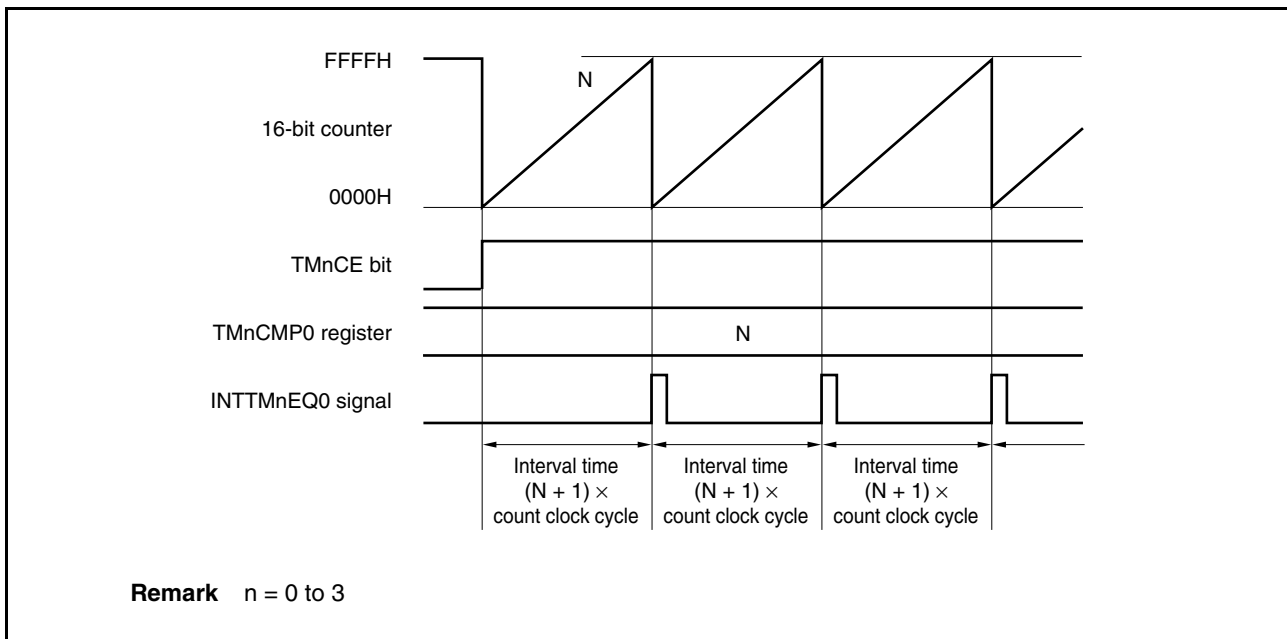 FFFFH
N
16-bit counter
0000H
TMnCE bit
TMnCMP0 register
N
INTTMnEQ0 signal
Interval time
(N + 1) ×
count clock cycle
Interval time
(N + 1) ×
count clock cycle
Interval time
(N + 1) ×
count clock cycle
Remark n = 0 to 3